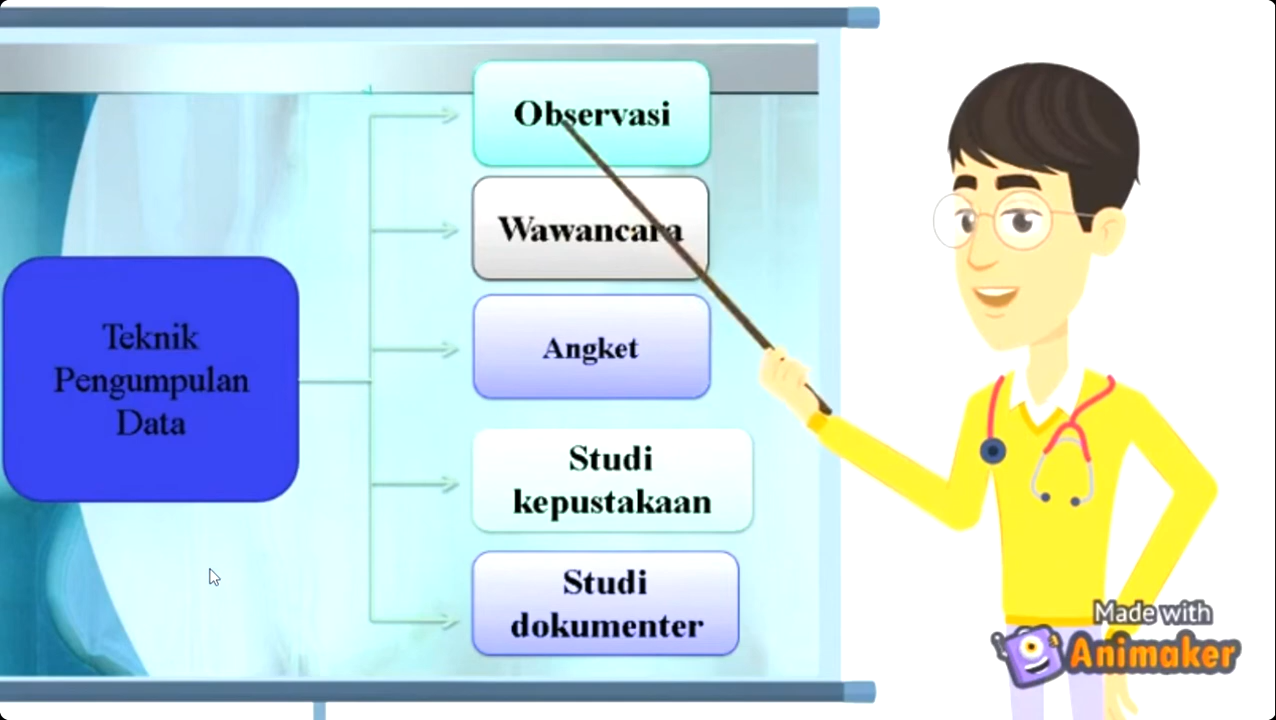 Teknik
Pengumpulan
Data
Observasi
Wawancara
Angket
Studi
kepustakaan
Studi
dokumenter
Made with
Animaker